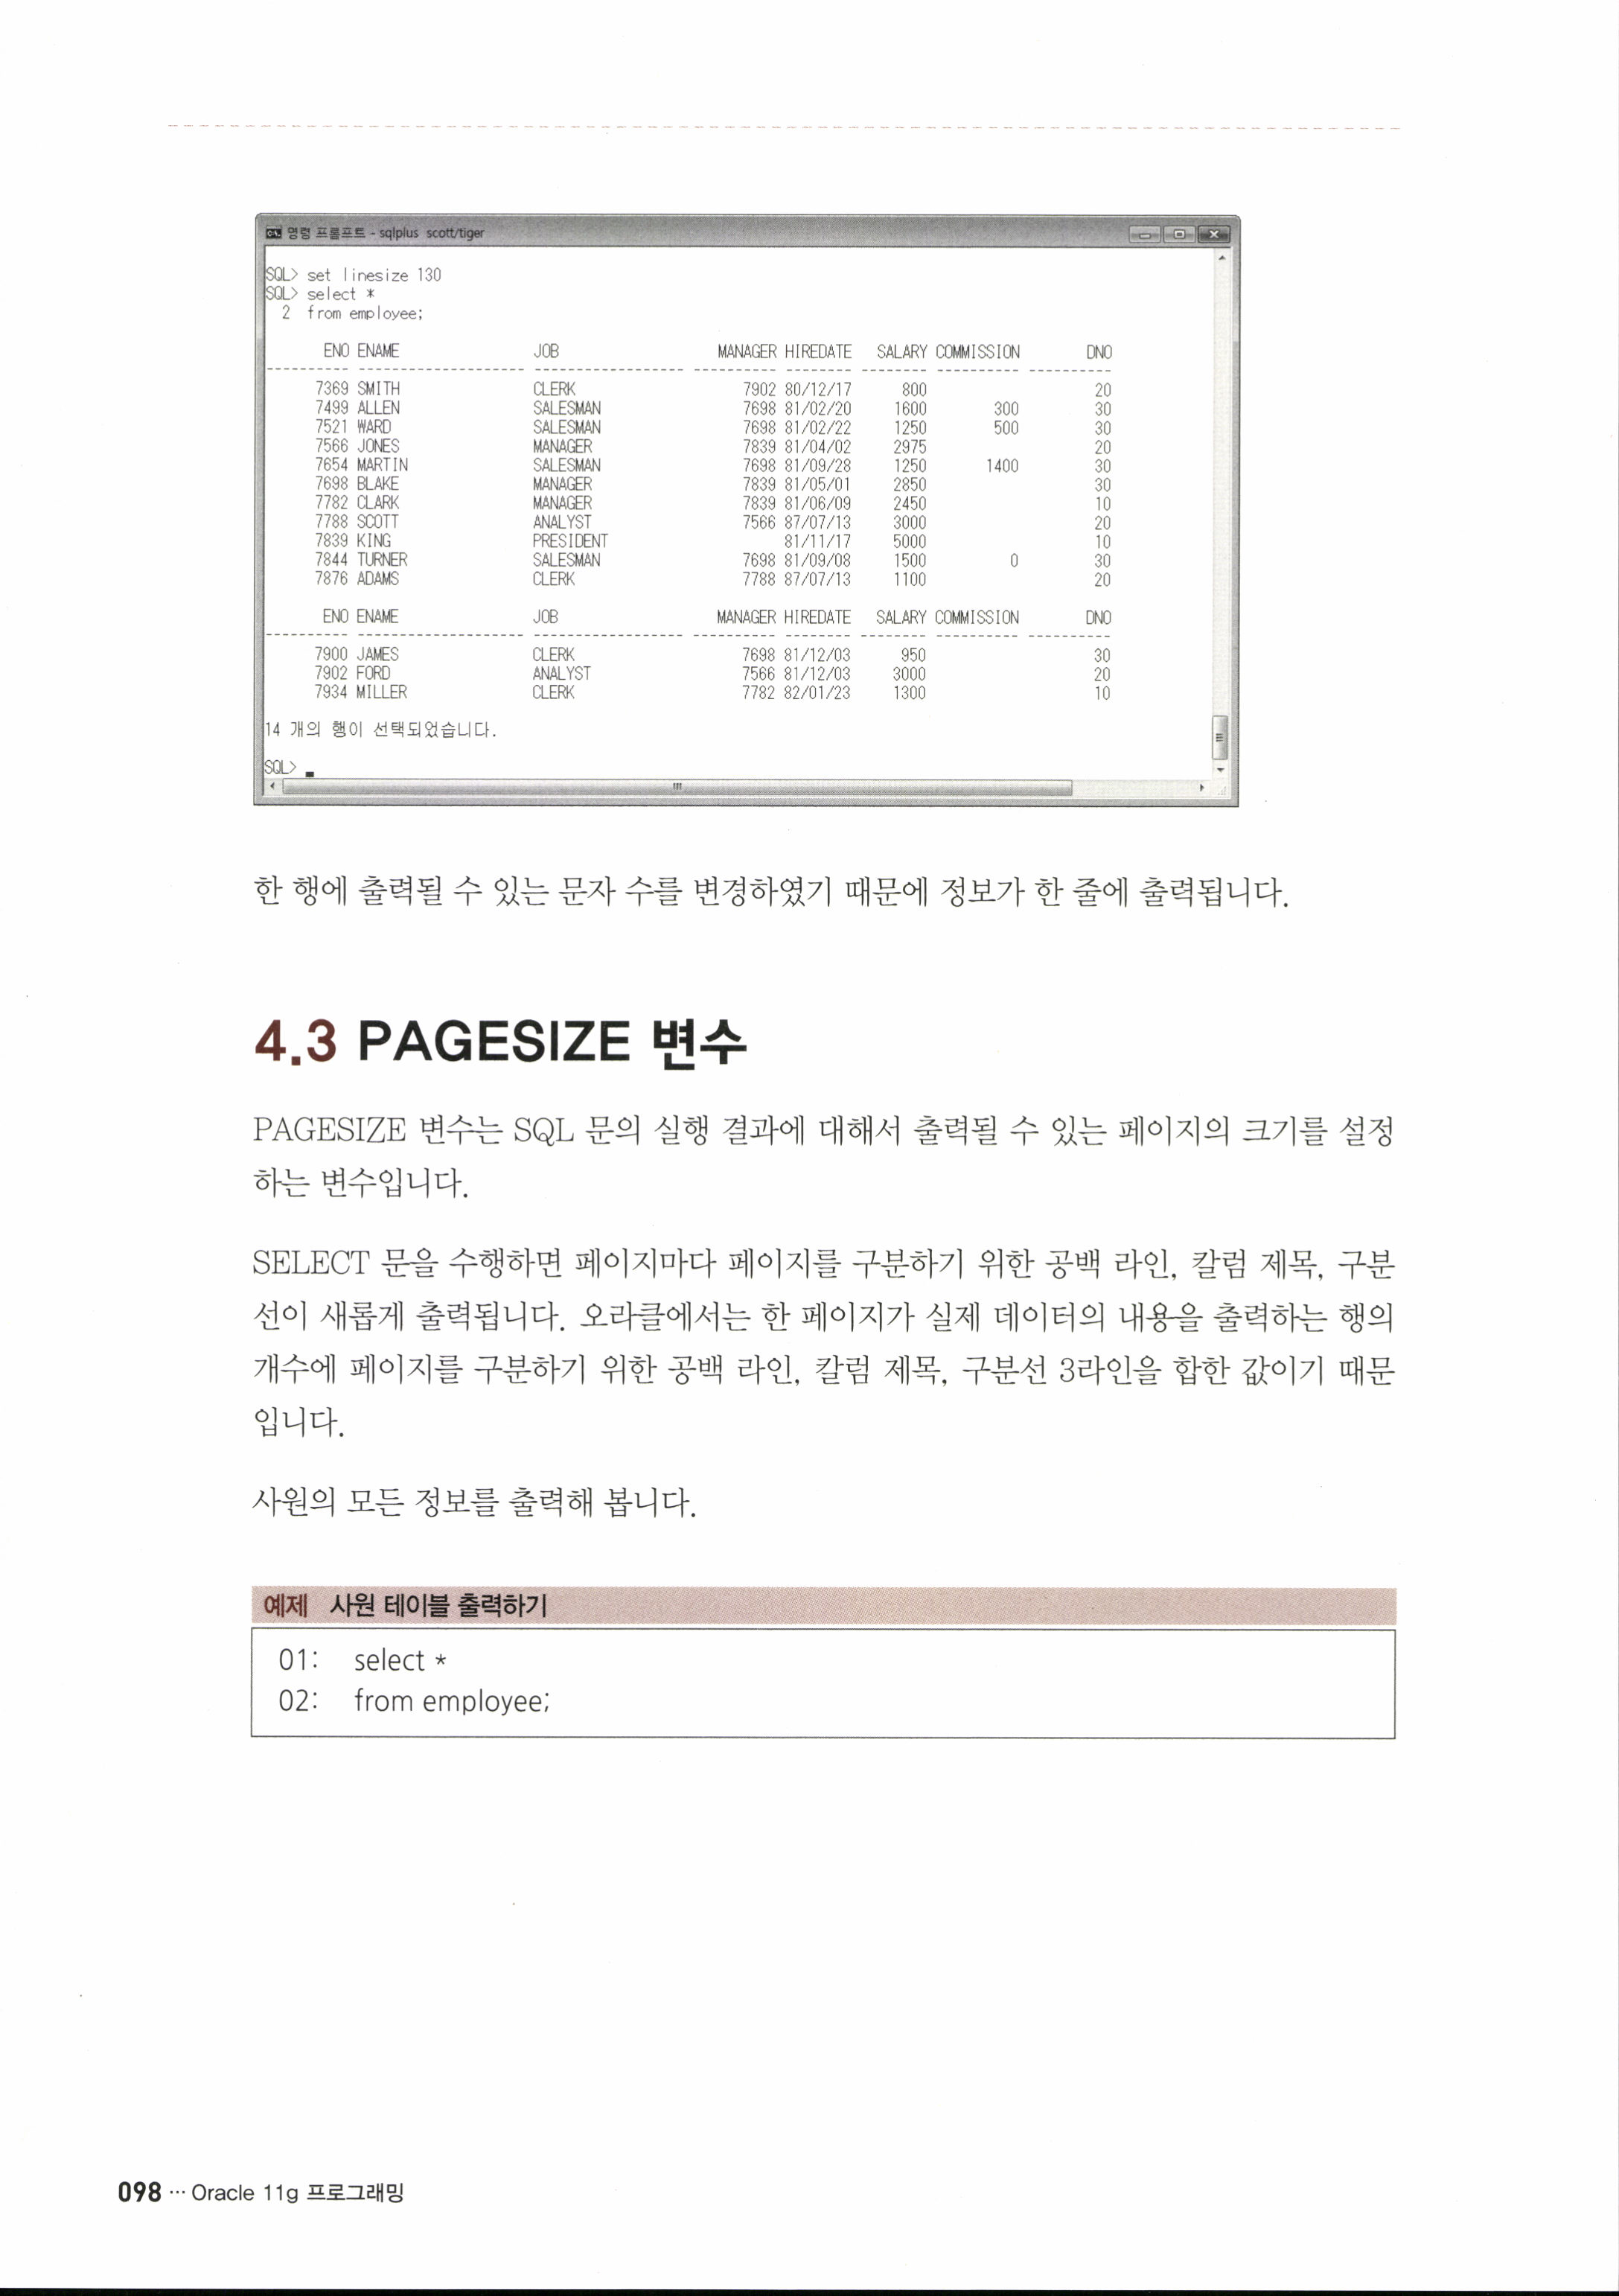 명령 프롬프트 - sqlplus scott/tiger
SQL> set linesize 130
SQL> select *
2 from employee;
ENO ENAME JOB MANAGER HIREDATE SALARY COMMISSION DNO
---------- -------------------- ------------------ ---------- -------- ---------- ---------- ----------
7369 SMITH CLERK 7902 80/12/17 800 20
7499 ALLEN SALESMAN 7698 81/02/20 1600 300 30
7521 WARD SALESMAN 7698 81/02/22 1250 500 30
7566 JONES MANAGER 7839 81/04/02 2975 20
7654 MARTIN SALESMAN 7698 81/09/28 1250 1400 30
7698 BLAKE MANAGER 7839 81/05/01 2850 30
7782 CLARK MANAGER 7839 81/06/09 2450 10
7788 SCOTT ANALYST 7566 87/07/13 3000 20
7839 KING PRESIDENT 81/11/17 5000 10
7844 TURNER SALESMAN 7698 81/09/08 1500 0 30
7876 ADAMS CLERK 7788 87/07/13 1100 20
ENO ENAME JOB MANAGER HIREDATE SALARY COMMISSION DNO
---------- -------------------- ------------------ ---------- -------- ---------- ---------- ----------
7900 JAMES CLERK 7698 81/12/03 950 30
7902 FORD ANALYST 7566 81/12/03 3000 20
7934 MILLER CLERK 7782 82/01/23 1300 10
14 개의 행이 선택되었습니다.
SQL> _
한 행에 출력될 수 있는 문자 수를 변경하였기 때문에 정보가 한 줄에 출력됩니다.
4.3 PAGESIZE 변수
PAGESIZE 변수는 SQL 문의 실행 결과에 대해서 출력될 수 있는 페이지의 크기를 설정
하는 변수입니다.
SELECT 문을 수행하면 페이지마다 페이지를 구분하기 위한 공백 라인, 칼럼 제목, 구분
선이 새롭게 출력됩니다. 오라클에서는 한 페이지가 실제 데이터의 내용을 출력하는 행의
개수에 페이지를 구분하기 위한 공백 라인, 칼럼 제목, 구분선 3라인을 합한 값이기 때문
입니다.
사원의 모든 정보를 출력해 봅니다.
예제 사원 테이블 출력하기
01: select *
02: from employee;
098 ··· Oracle 11g 프로그래밍